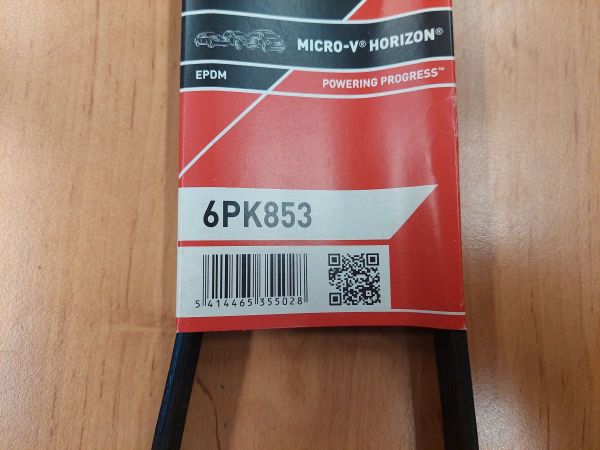 MICRO-V® HORIZON®
EPDM
POWERING PROGRESS™
6PK853
5 414465 355028